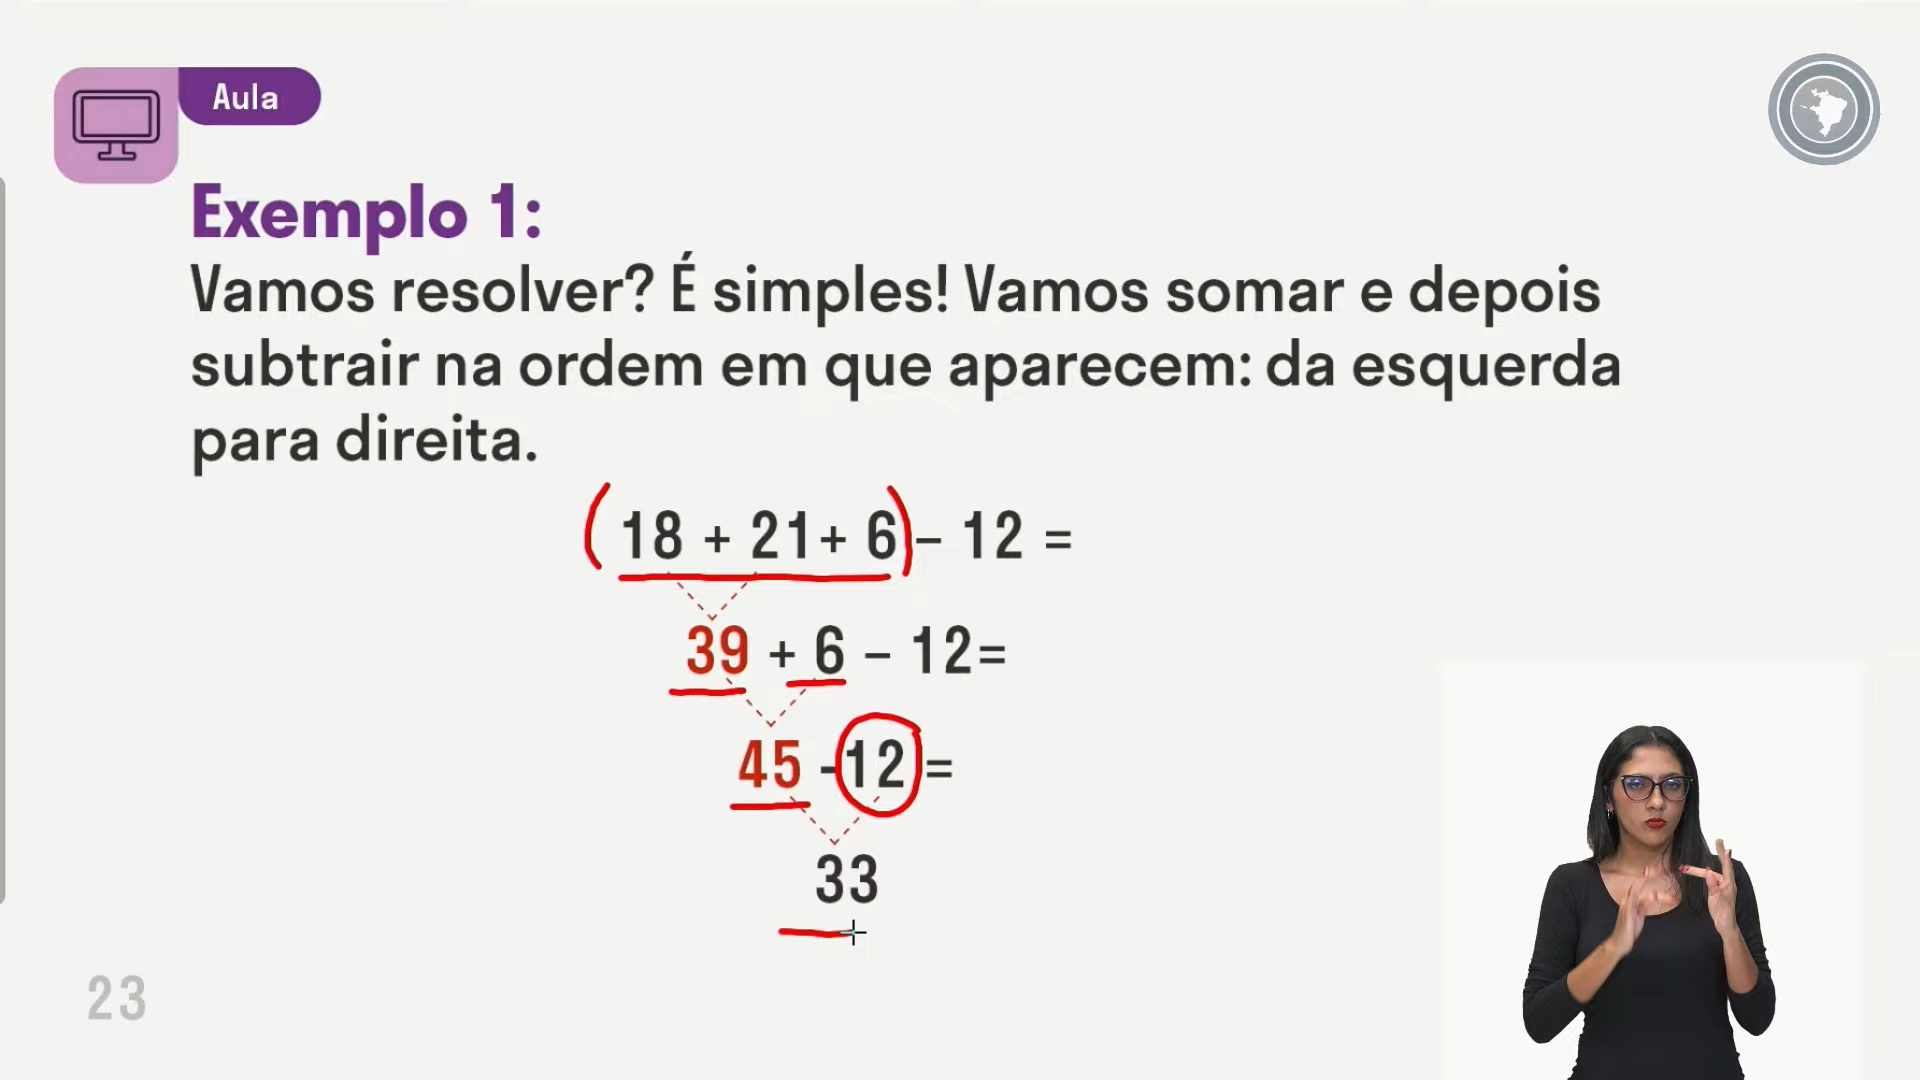 Aula
Exemplo 1:
Vamos resolver? É simples! Vamos somar e depois
subtrair na ordem em que aparecem: da esquerda
para direita.
(18 + 21+ 6)– 12 =
39 + 6 – 12=
45 -12=
33
23